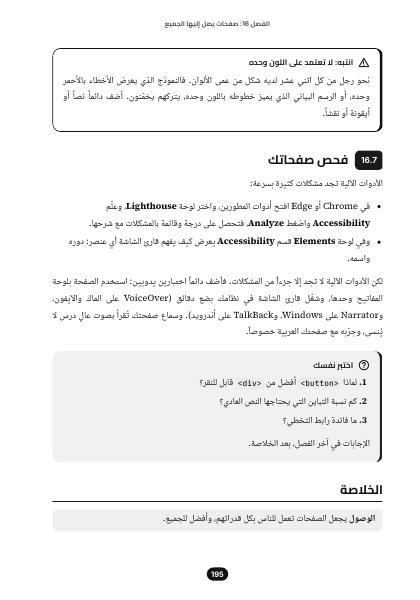 الفصل 16: صفحات يصل إليها الجميع
انتبه: لا تعتمد على اللون وحده
نحو رجل من كل اثني عشر لديه شكل من عمى الألوان. فالنموذج الذي يعرض الأخطاء بالأحمر
وحده، أو الرسم البياني الذي يميز خطوطه باللون وحده، يتركهم يخمّنون. أضف دائماً نصاً أو
أيقونة أو نقشاً.
16.7 فحص صفحاتك
الأدوات الآلية تجد مشكلات كثيرة بسرعة:
• في Chrome أو Edge افتح أدوات المطورين، واختر لوحة Lighthouse، وعلّم
Accessibility واضغط Analyze، فتحصل على درجة وقائمة بالمشكلات مع شرحها.
• وفي لوحة Elements قسم Accessibility يعرض كيف يفهم قارئ الشاشة أي عنصر: دوره
واسمه.
لكن الأدوات الآلية لا تجد إلا جزءاً من المشكلات. فأضف دائماً اختبارين يدويين: استخدم الصفحة بلوحة
المفاتيح وحدها، وشغّل قارئ الشاشة في نظامك بضع دقائق (VoiceOver على الماك والآيفون،
وNarrator على Windows، وTalkBack على أندرويد). وسماع صفحتك تُقرأ بصوت عالٍ درس لا
يُنسى، وجرّبه مع صفحتك العربية خصوصاً.
اختبر نفسك
1. لماذا <button> أفضل من <div> قابل للنقر؟
2. كم نسبة التباين التي يحتاجها النص العادي؟
3. ما فائدة رابط التخطي؟
الإجابات في آخر الفصل، بعد الخلاصة.
الخلاصة
الوصول يجعل الصفحات تعمل للناس بكل قدراتهم، وأفضل للجميع.
195